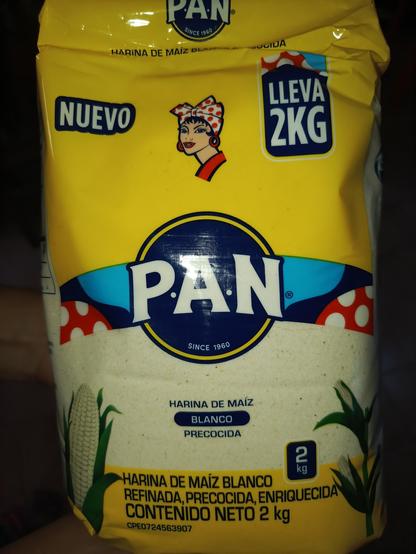 P.A.N.
SINCE 1960
HARINA DE MAÍZ BLANCO PRECOCIDA
NUEVO
LLEVA
2KG
P.A.N
®
SINCE 1960
HARINA DE MAÍZ
BLANCO
PRECOCIDA
2
kg
HARINA DE MAÍZ BLANCO
REFINADA, PRECOCIDA, ENRIQUECIDA
CONTENIDO NETO 2 kg
CPE0724563907